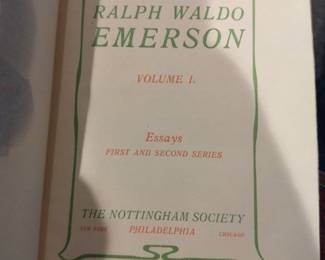 RALPH WALDO
EMERSON
VOLUME I.
Essays
FIRST AND SECOND SERIES
THE NOTTINGHAM SOCIETY
NEW YORK PHILADELPHIA CHICAGO